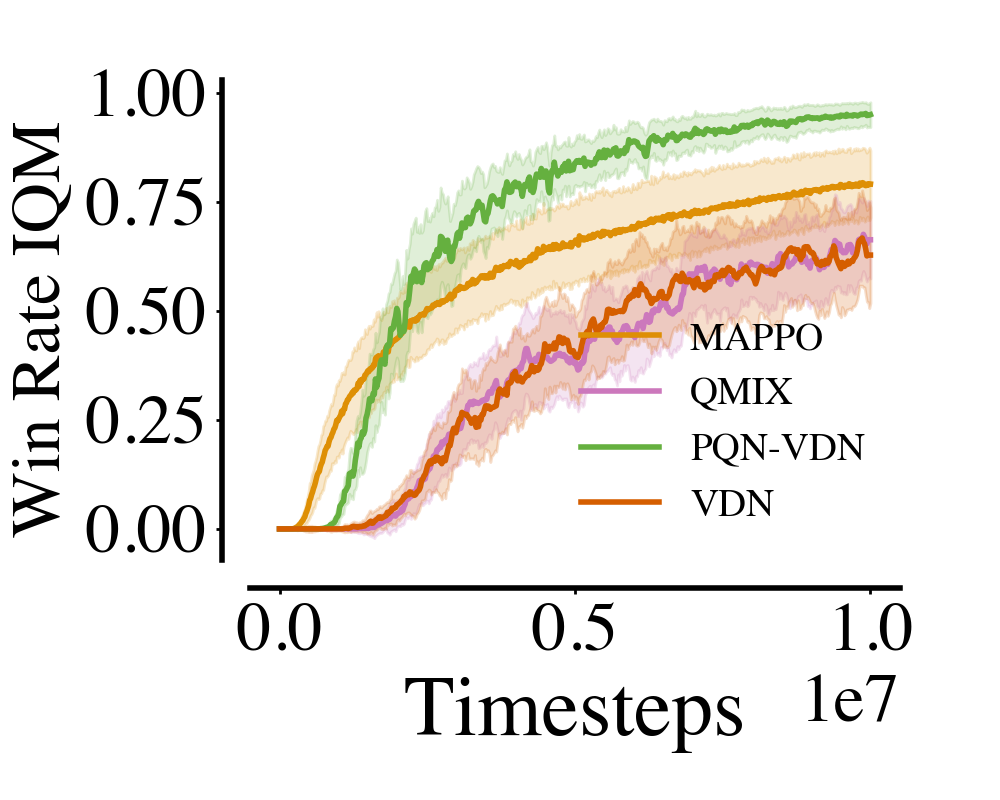 Win Rate IQM
1.00
0.75
0.50
0.25
0.00
MAPPO
QMIX
PQN-VDN
VDN
0.0 0.5 1.0
1e7
Timesteps